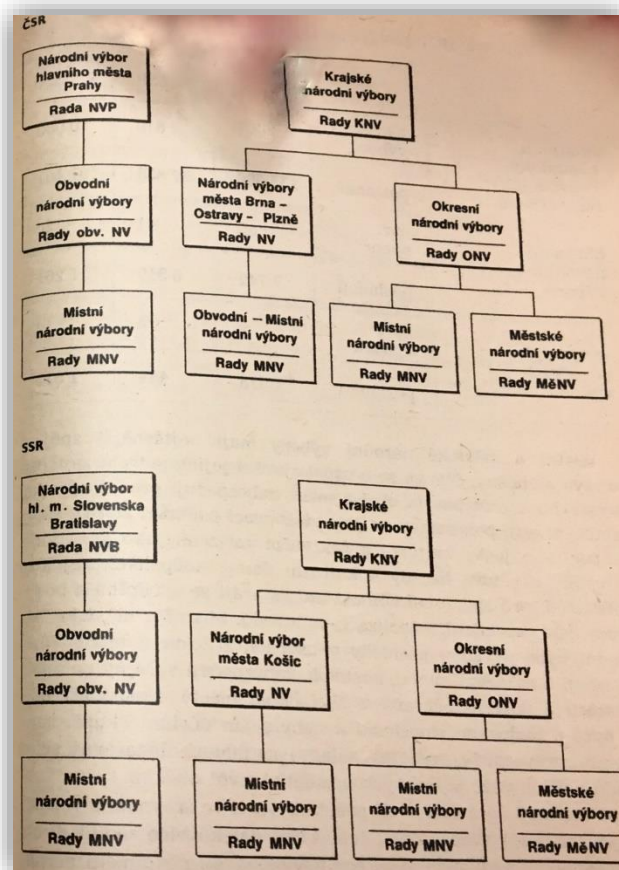 ČSR
Národní výbor
hlavního města
Prahy
Rada NVP
Krajské
národní výbory
Rady KNV
Obvodní
národní výbory
Rady obv. NV
Národní výbory
města Brna –
Ostravy – Plzně
Rady NV
Okresní
národní výbory
Rady ONV
Místní
národní výbory
Rady MNV
Obvodní – Místní
národní výbory
Rady MNV
Místní
národní výbory
Rady MNV
Městské
národní výbory
Rady MěNV
SSR
Národní výbor
hl. m. Slovenska
Bratislavy
Rada NVB
Krajské
národní výbory
Rady KNV
Obvodní
národní výbory
Rady obv. NV
Národní výbor
města Košic
Rady NV
Okresní
národní výbory
Rady ONV
Místní
národní výbory
Rady MNV
Místní
národní výbory
Rady MNV
Místní
národní výbory
Rady MNV
Městské
národní výbory
Rady MěNV